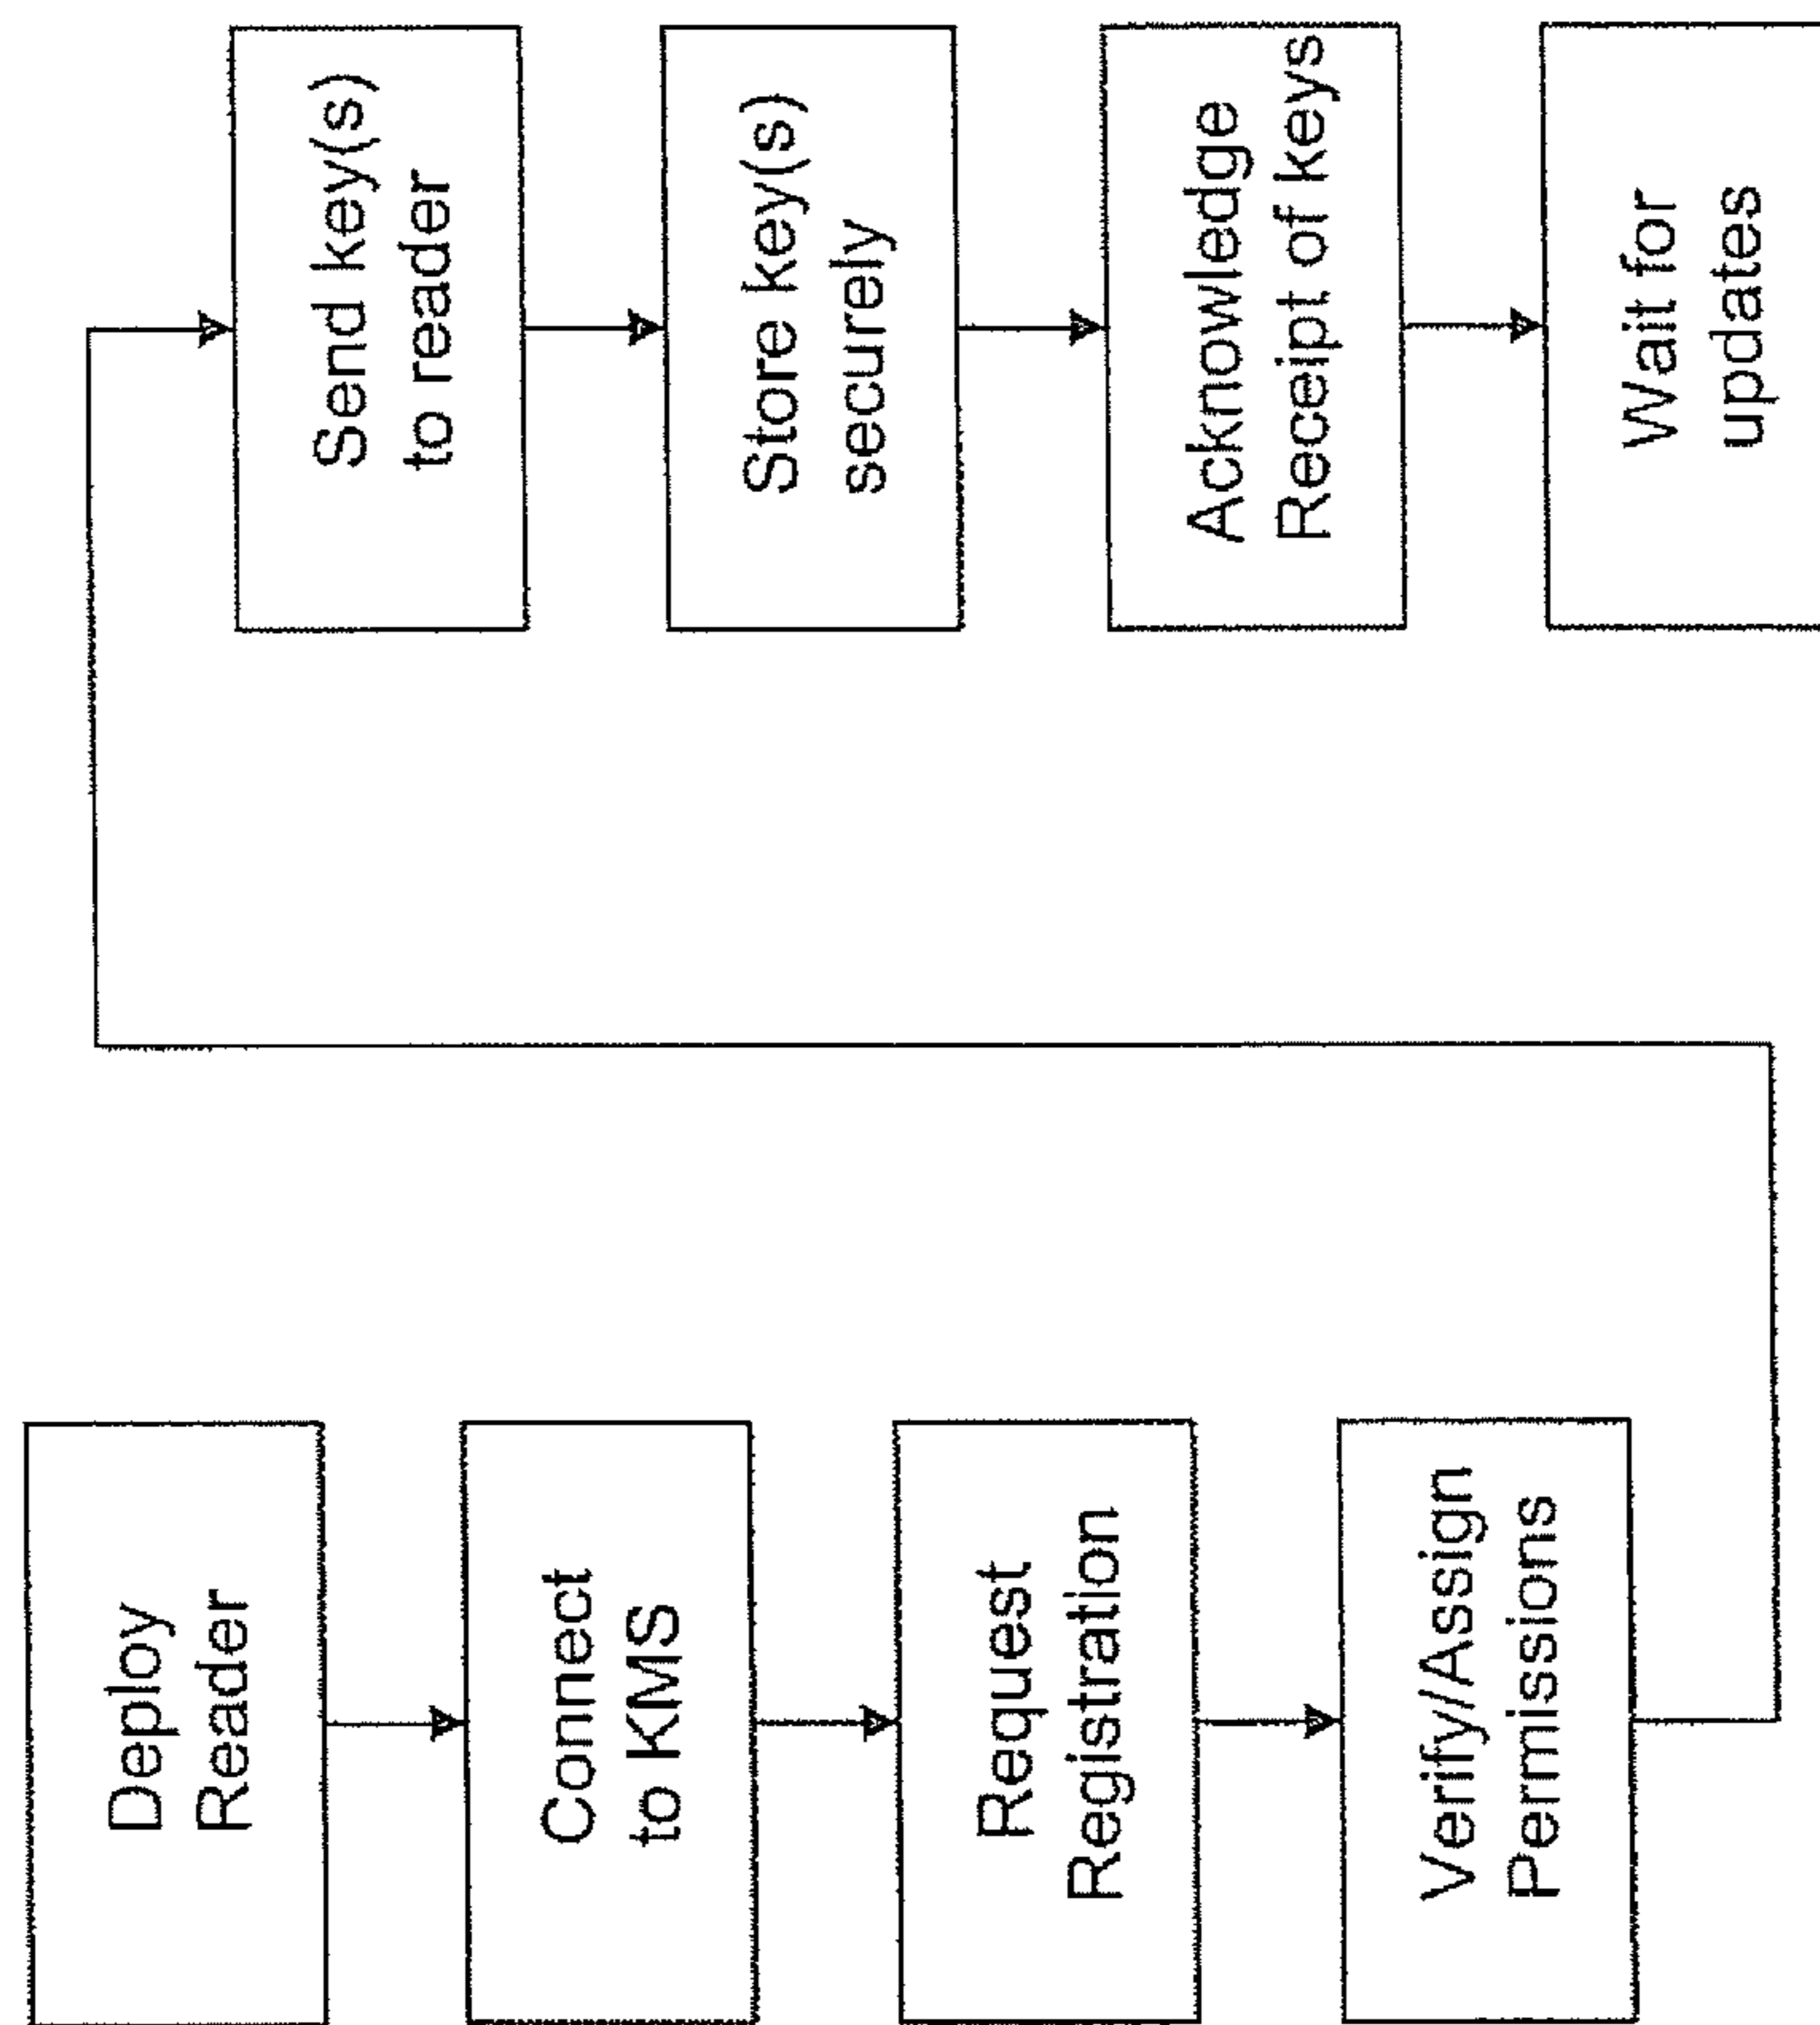 Deploy
Reader
Connect
to KMS
Request
Registration
Verify/Assign
Permissions
Send key(s)
to reader
Store key(s)
securely
Acknowledge
Receipt of keys
Wait for
updates